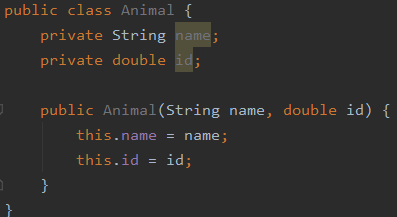 public class Animal {
    private String name;
    private double id;

    public Animal(String name, double id) {
        this.name = name;
        this.id = id;
    }
}